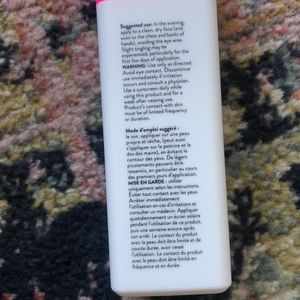 Suggested use: In the evening,
apply to a clean, dry face (and
even to the chest and backs of
hands), avoiding the eye area.
Slight tingling may be
experienced, particularly for the
first few days of application.
WARNING: Use only as directed.
Avoid eye contact. Discontinue
use immediately if irritation
occurs and consult a physician.
Use a sunscreen daily while
using this product and for a
week after ceasing use.
Product's contact with skin
must be of limited frequency
or duration.
Mode d'emploi suggéré :
le soir, appliquer sur une peau
propre et sèche, (peut aussi
s'appliquer sur la poitrine et le
dos des mains), en évitant le
contour des yeux. De légers
picotements peuvent être
ressentis, en particulier au cours
des premiers jours d'application.
MISE EN GARDE : utiliser
uniquement selon les instructions.
Éviter tout contact avec les yeux.
Arrêter immédiatement
l'utilisation en cas d'irritations et
consulter un médecin. Appliquer
quotidiennement un écran solaire
pendant l'utilisation de ce produit,
puis une semaine encore après
son arrêt. Le contact du produit
avec la peau doit être limité et de
courte durée. Le contact du produit
avec la peau doit être limité en
fréquence et en durée.